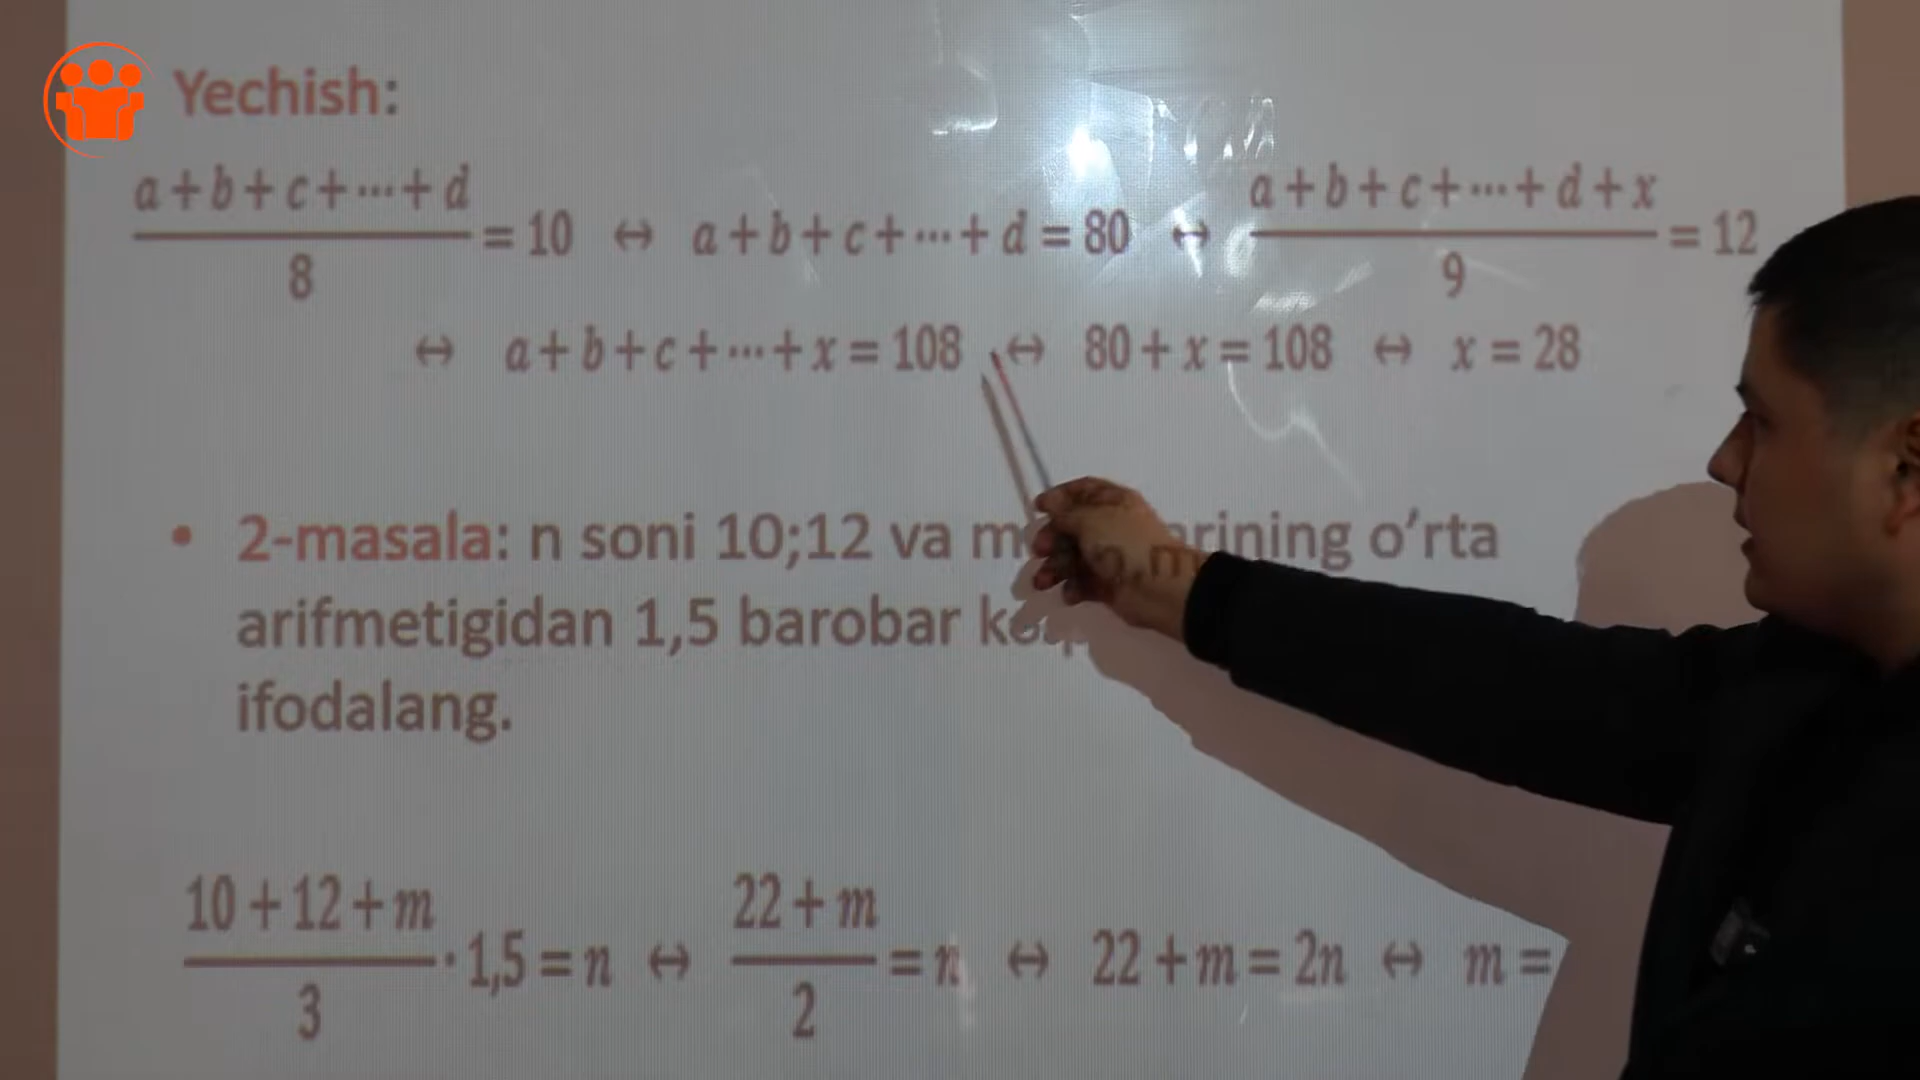 Yechish:
a+b+c+⋯+d/8 = 10 ↔ a+b+c+⋯+d = 80 ↔ a+b+c+⋯+d+x/9 = 12
↔ a+b+c+⋯+x = 108 ↔ 80+x = 108 ↔ x = 28
• 2-masala: n soni 10;12 va o‘rta
arifmetigidan 1,5 barobar
ifodalang.
10+12+m/3 · 1,5 = n ↔ 22+m/2 = n ↔ 22+m = 2n ↔ m =